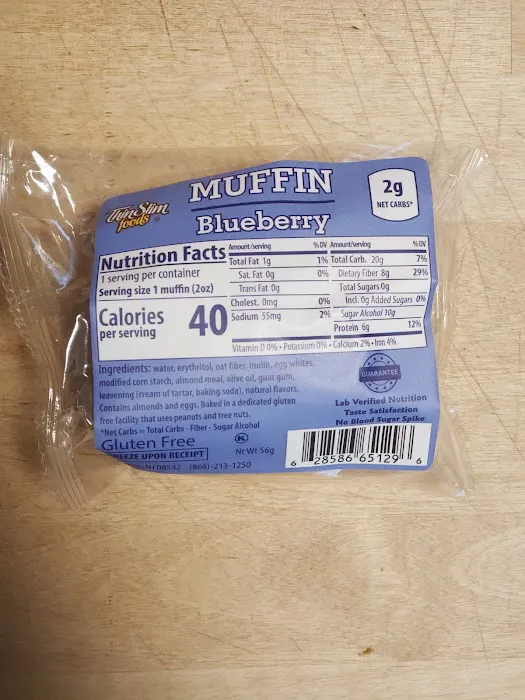 ThinSlim
foods®
MUFFIN
Blueberry
2g
NET CARBS*
Nutrition Facts
1 serving per container
Serving size 1 muffin (2oz)
Calories
per serving
40
Amount/serving %DV
Total Fat 1g 1%
Sat. Fat 0g 0%
Trans Fat 0g
Cholest. 0mg 0%
Sodium 55mg 2%
Amount/serving %DV
Total Carb. 20g 7%
Dietary Fiber 8g 29%
Total Sugars 0g
Incl. 0g Added Sugars 0%
Sugar Alcohol 10g
Protein 6g 12%
Vitamin D 0% • Potassium 0% • Calcium 2% • Iron 4%
Ingredients: water, erythritol, oat fiber, inulin, egg whites,
modified corn starch, almond meal, olive oil, guar gum,
leavening (cream of tartar, baking soda), natural flavors.
Contains almonds and eggs. Baked in a dedicated gluten
free facility that uses peanuts and tree nuts.
*Net Carbs = Total Carbs - Fiber - Sugar Alcohol
Gluten Free
EEZE UPON RECEIPT
NJ 08542 (866)-213-1250
K
Nt Wt 56g
GUARANTEE
Lab Verified Nutrition
Taste Satisfaction
No Blood Sugar Spike
6 28586 65129 6